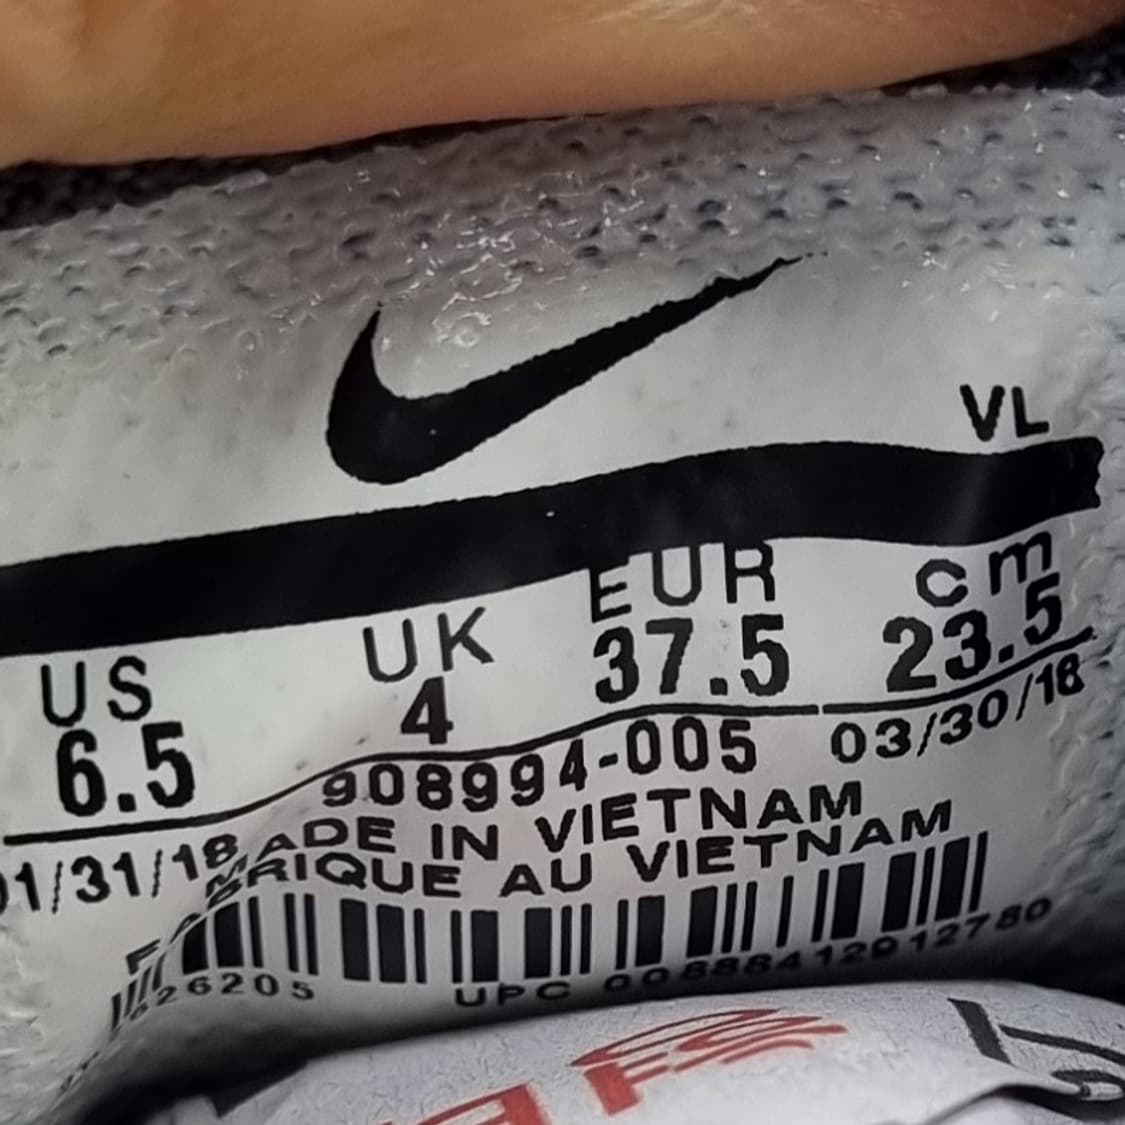 VL
US UK EUR cm
6.5 4 37.5 23.5
01/31/18 908994-005 03/30/18
MADE IN VIETNAM
FABRIQUE AU VIETNAM
UPC 00888412912780